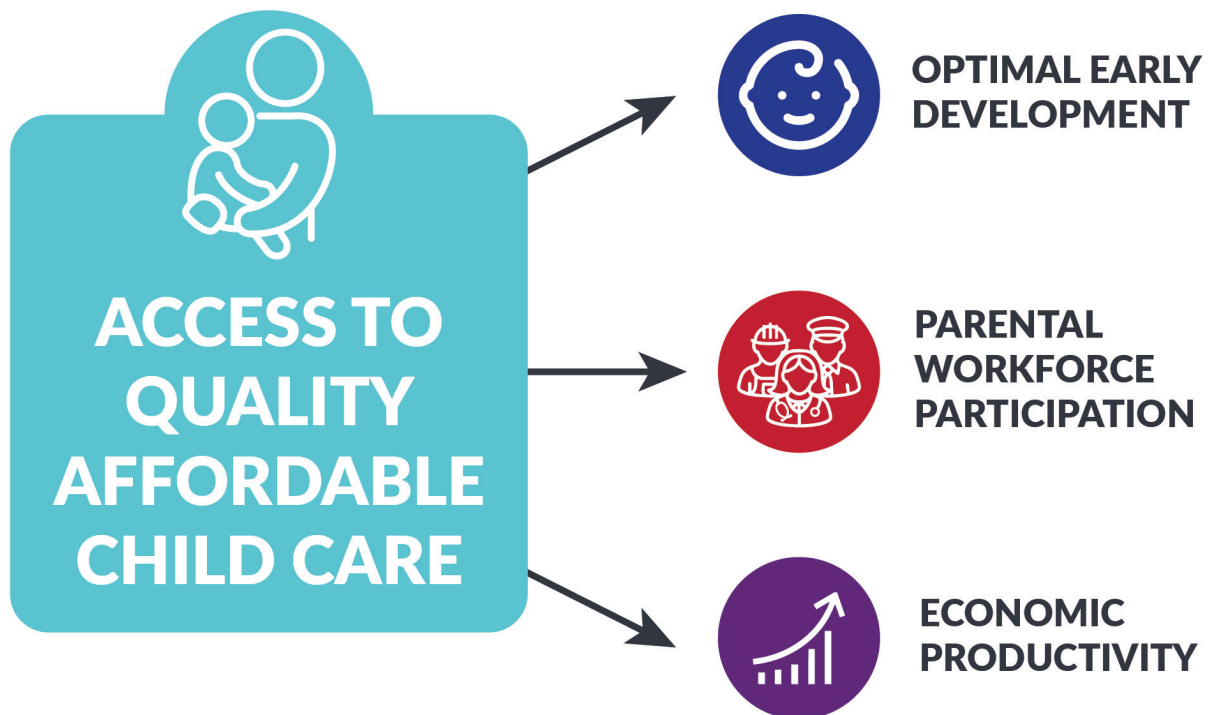 ACCESS TO
QUALITY
AFFORDABLE
CHILD CARE
OPTIMAL EARLY
DEVELOPMENT
PARENTAL
WORKFORCE
PARTICIPATION
ECONOMIC
PRODUCTIVITY